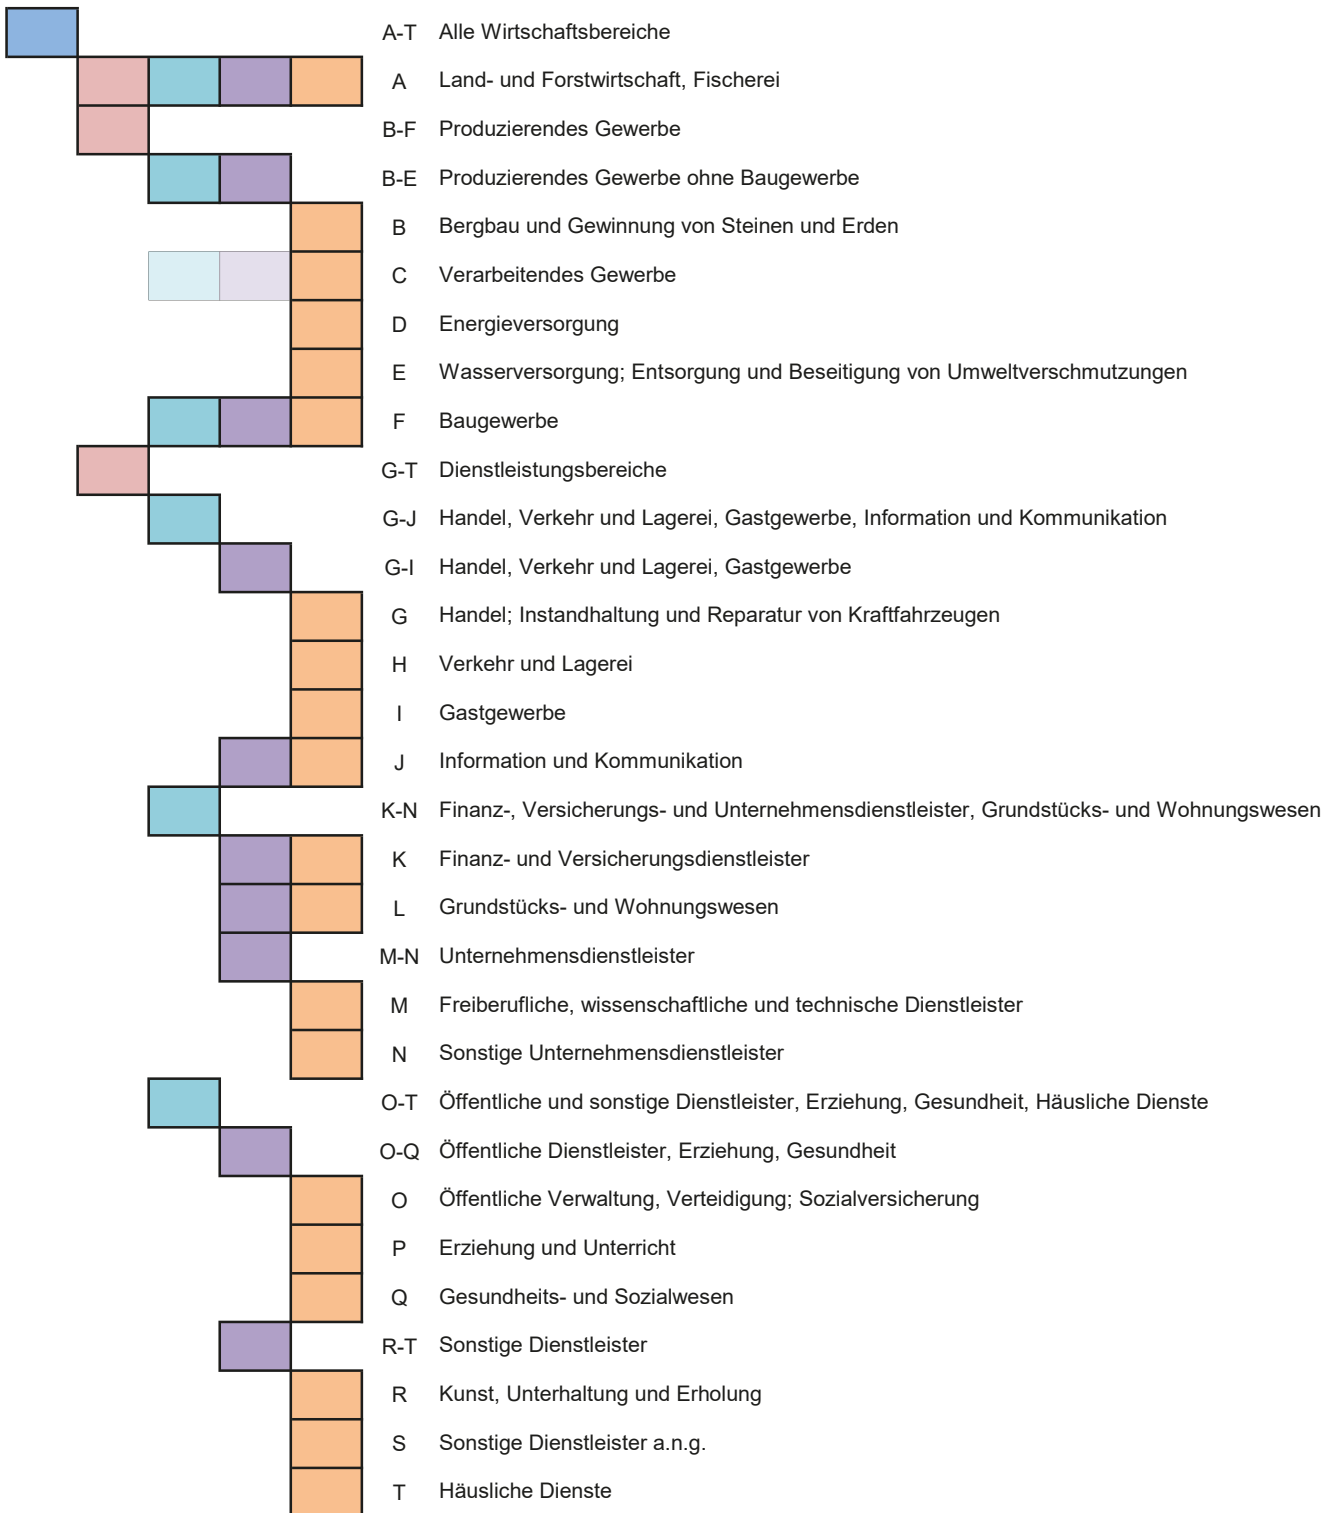 A-T Alle Wirtschaftsbereiche
A Land- und Forstwirtschaft, Fischerei
B-F Produzierendes Gewerbe
B-E Produzierendes Gewerbe ohne Baugewerbe
B Bergbau und Gewinnung von Steinen und Erden
C Verarbeitendes Gewerbe
D Energieversorgung
E Wasserversorgung; Entsorgung und Beseitigung von Umweltverschmutzungen
F Baugewerbe
G-T Dienstleistungsbereiche
G-J Handel, Verkehr und Lagerei, Gastgewerbe, Information und Kommunikation
G-I Handel, Verkehr und Lagerei, Gastgewerbe
G Handel; Instandhaltung und Reparatur von Kraftfahrzeugen
H Verkehr und Lagerei
I Gastgewerbe
J Information und Kommunikation
K-N Finanz-, Versicherungs- und Unternehmensdienstleister, Grundstücks- und Wohnungswesen
K Finanz- und Versicherungsdienstleister
L Grundstücks- und Wohnungswesen
M-N Unternehmensdienstleister
M Freiberufliche, wissenschaftliche und technische Dienstleister
N Sonstige Unternehmensdienstleister
O-T Öffentliche und sonstige Dienstleister, Erziehung, Gesundheit, Häusliche Dienste
O-Q Öffentliche Dienstleister, Erziehung, Gesundheit
O Öffentliche Verwaltung, Verteidigung; Sozialversicherung
P Erziehung und Unterricht
Q Gesundheits- und Sozialwesen
R-T Sonstige Dienstleister
R Kunst, Unterhaltung und Erholung
S Sonstige Dienstleister a.n.g.
T Häusliche Dienste